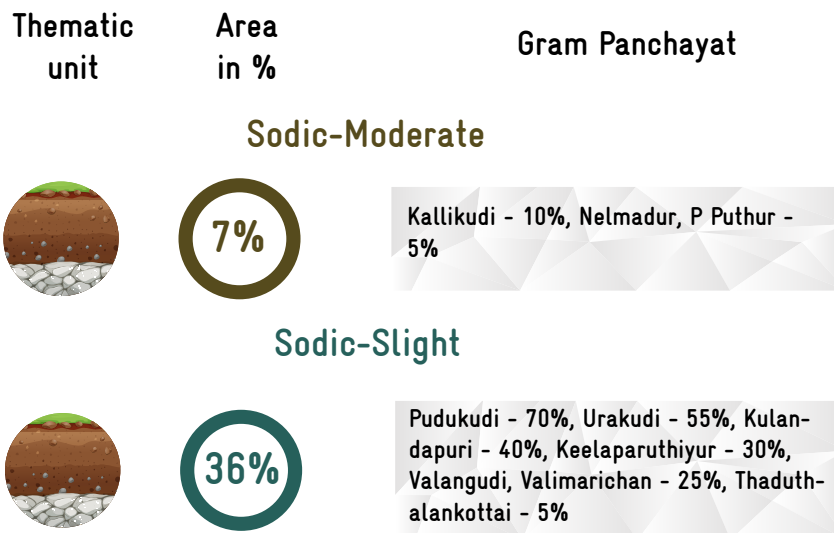 Thematic
unit
Area
in %
Gram Panchayat
Sodic-Moderate
7%
Kallikudi - 10%, Nelmadur, P Puthur -
5%
Sodic-Slight
36%
Pudukudi - 70%, Urakudi - 55%, Kulan-
dapuri - 40%, Keelaparuthiyur - 30%,
Valangudi, Valimarichan - 25%, Thaduth-
alankottai - 5%